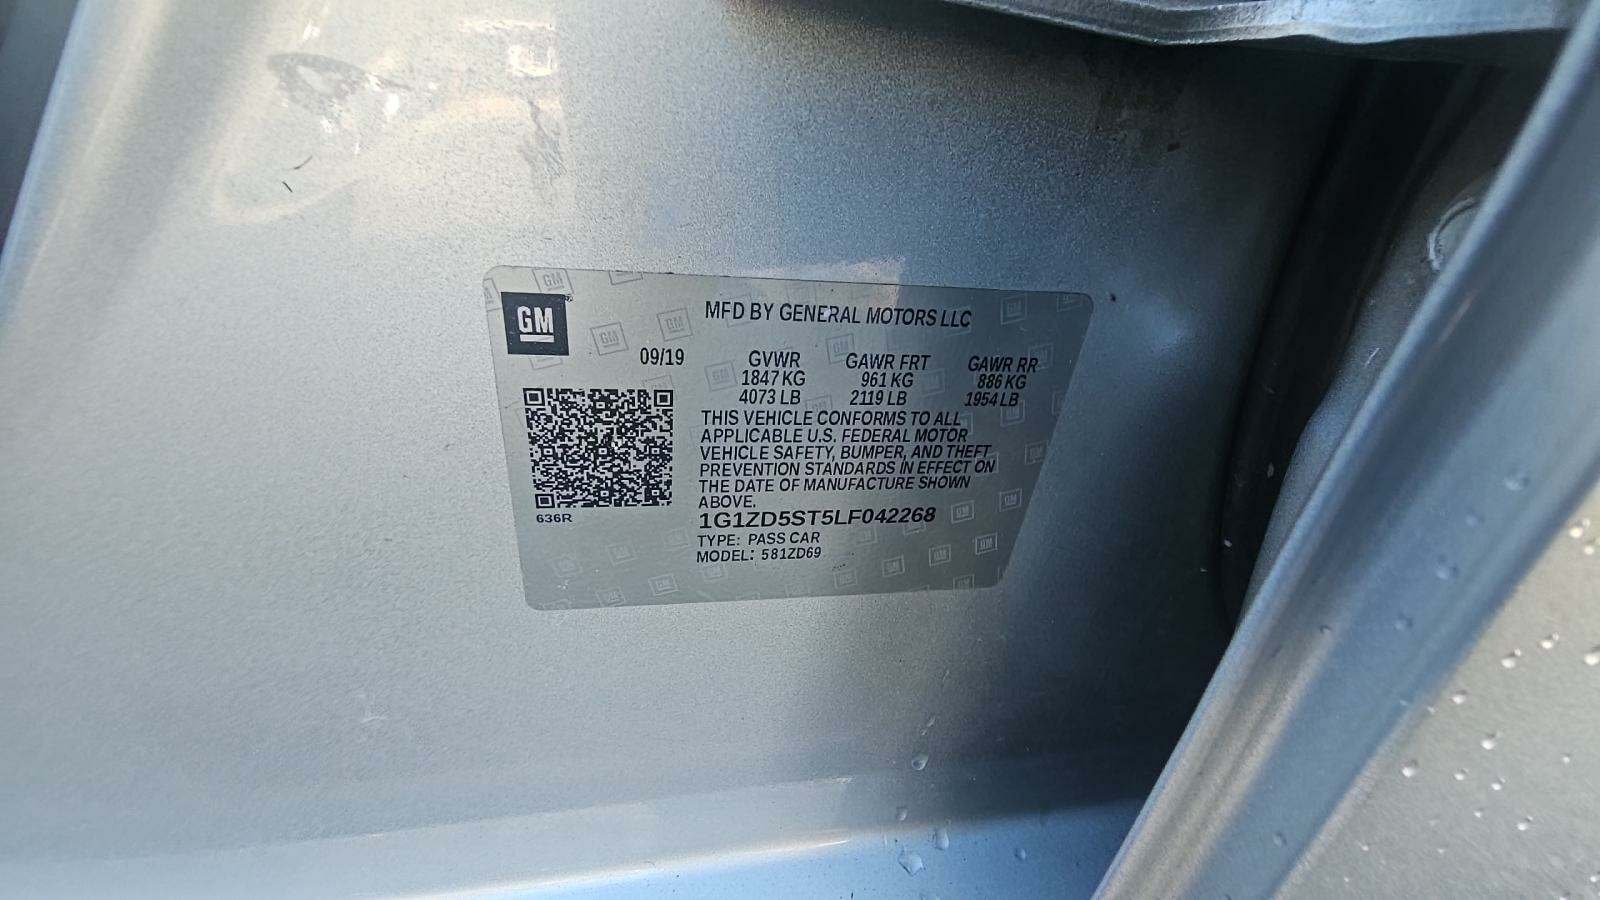 GM
MFD BY GENERAL MOTORS LLC
09/19 GVWR GAWR FRT GAWR RR
1847 KG 961 KG 886 KG
4073 LB 2119 LB 1954 LB
THIS VEHICLE CONFORMS TO ALL
APPLICABLE U.S. FEDERAL MOTOR
VEHICLE SAFETY, BUMPER, AND THEFT
PREVENTION STANDARDS IN EFFECT ON
THE DATE OF MANUFACTURE SHOWN
ABOVE.
636R
1G1ZD5ST5LF042268
TYPE: PASS CAR
MODEL: 581ZD69